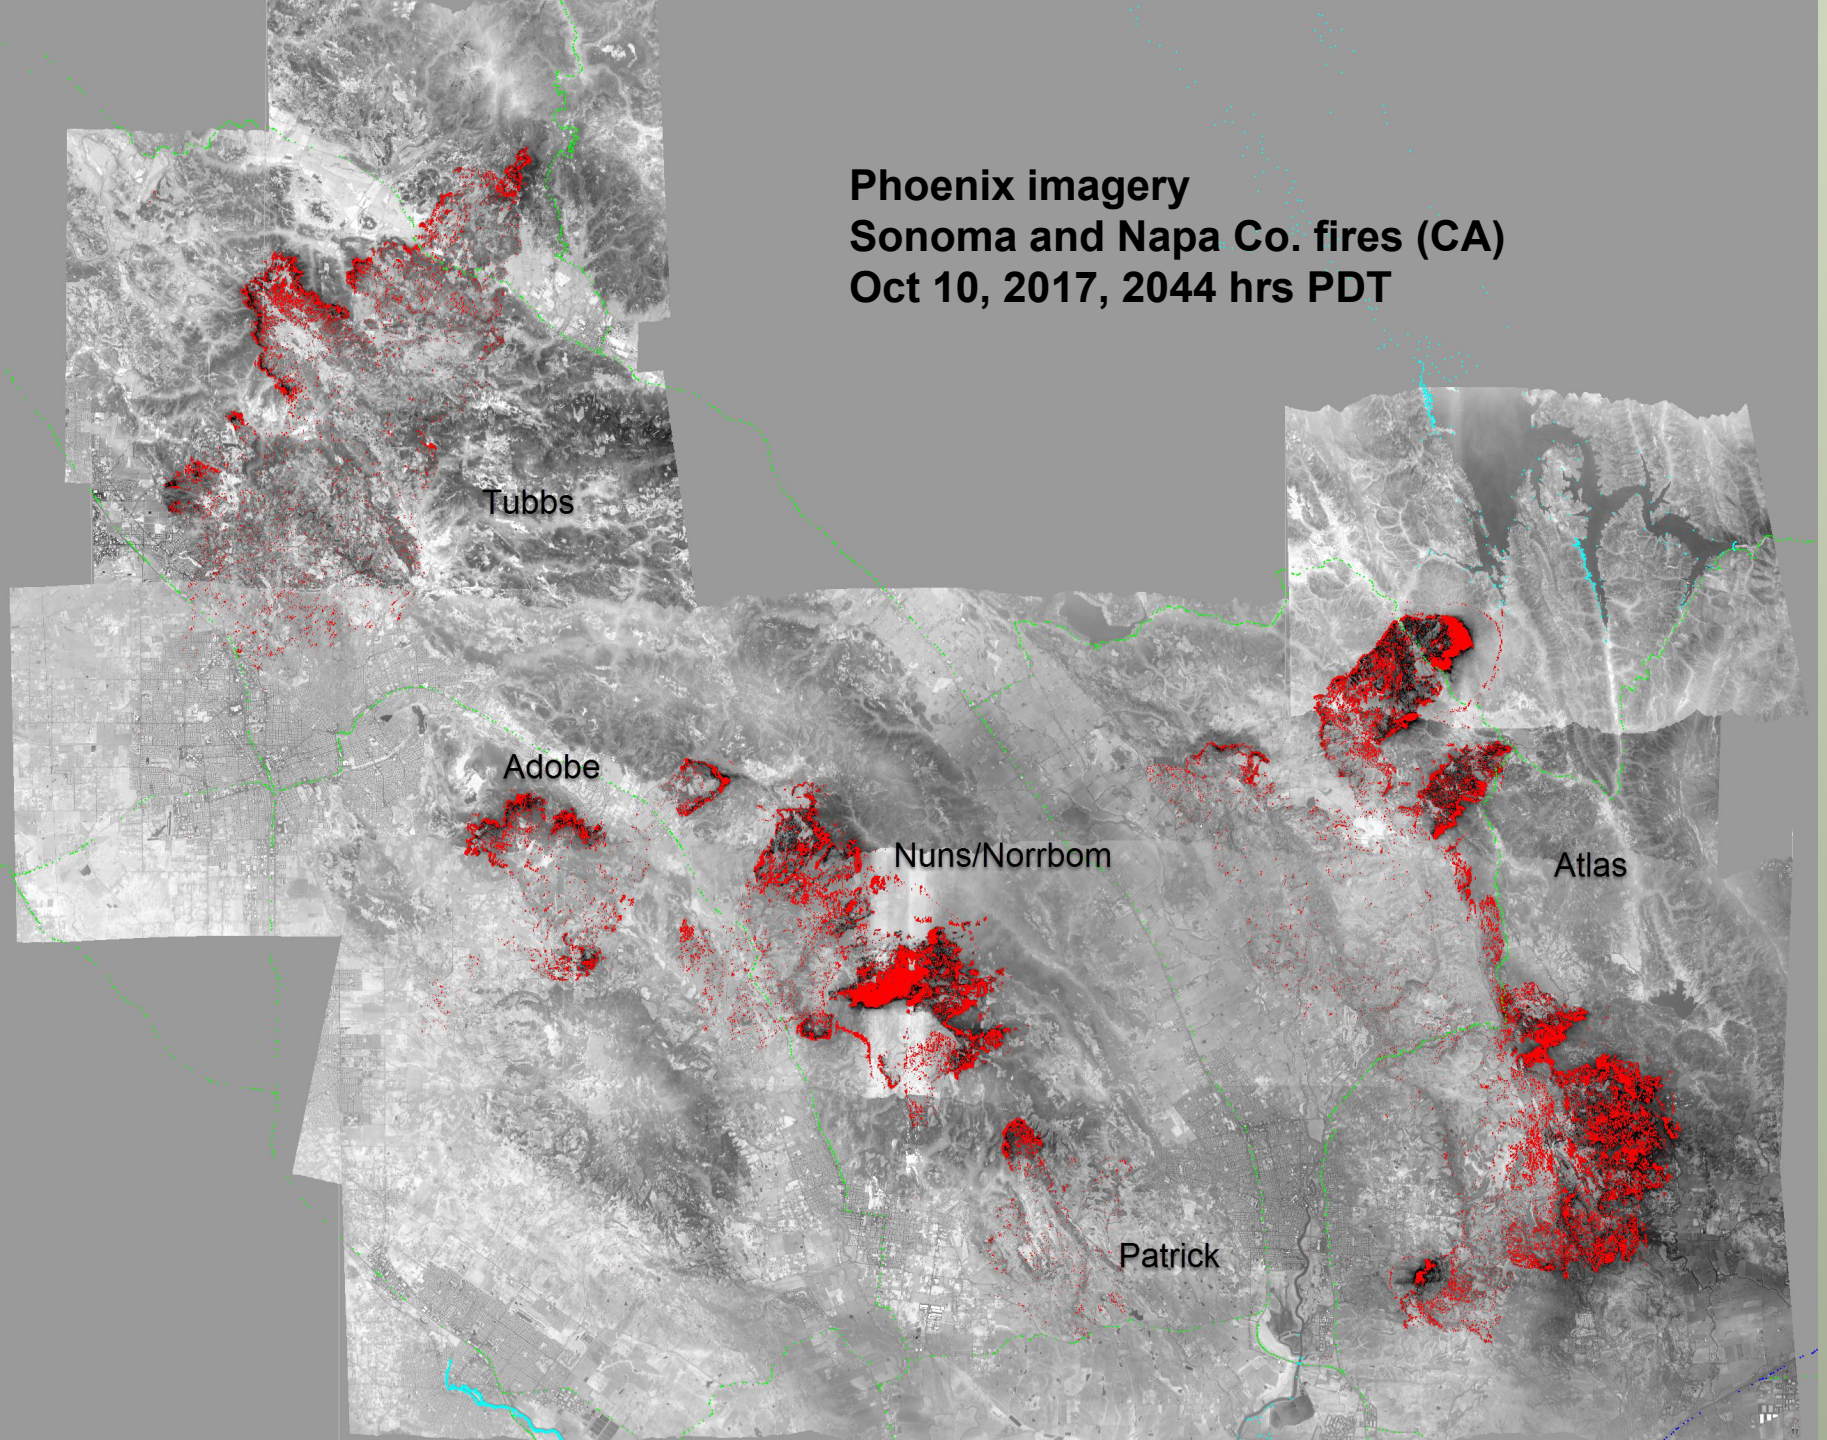 Phoenix imagery
Sonoma and Napa Co. fires (CA)
Oct 10, 2017, 2044 hrs PDT
Tubbs
Adobe
Nuns/Norrbom
Atlas
Patrick